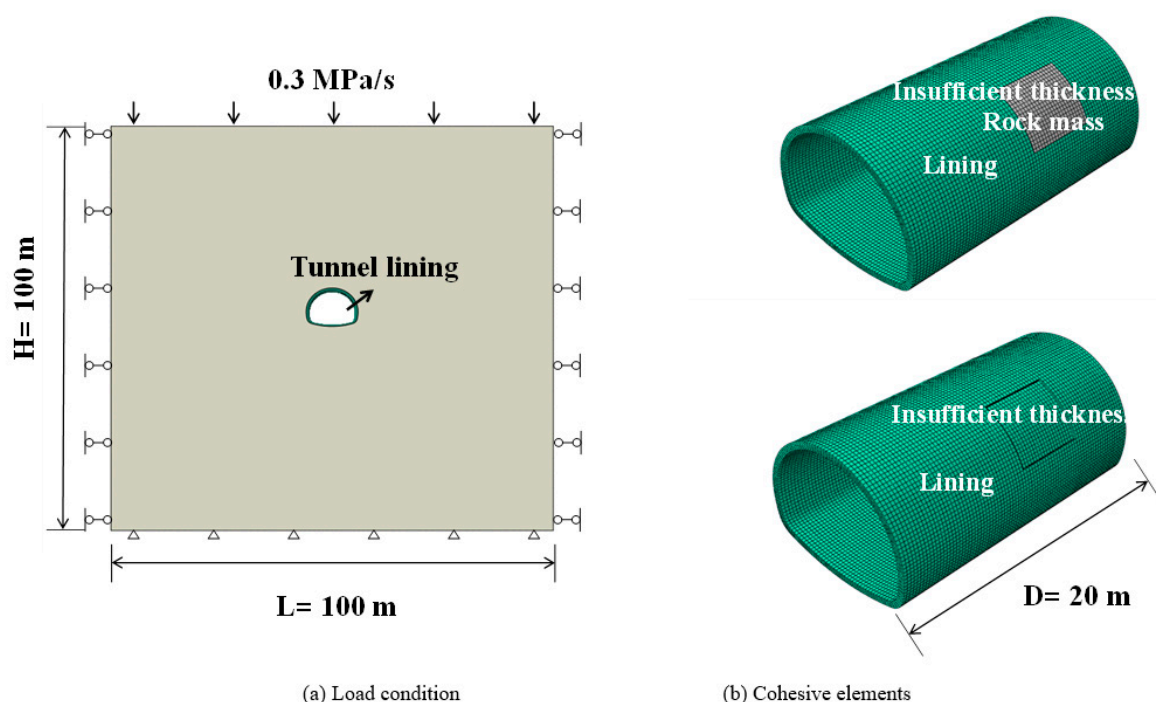 0.3 MPa/s
H= 100 m
Tunnel lining
L= 100 m
(a) Load condition
Insufficient thickness
Rock mass
Lining
Insufficient thickness
Lining
D= 20 m
(b) Cohesive elements